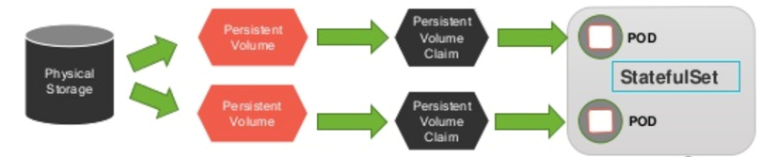 Physical
Storage
Persistent
Volume
Persistent
Volume
Claim
POD
StatefulSet
Persistent
Volume
Persistent
Volume
Claim
POD